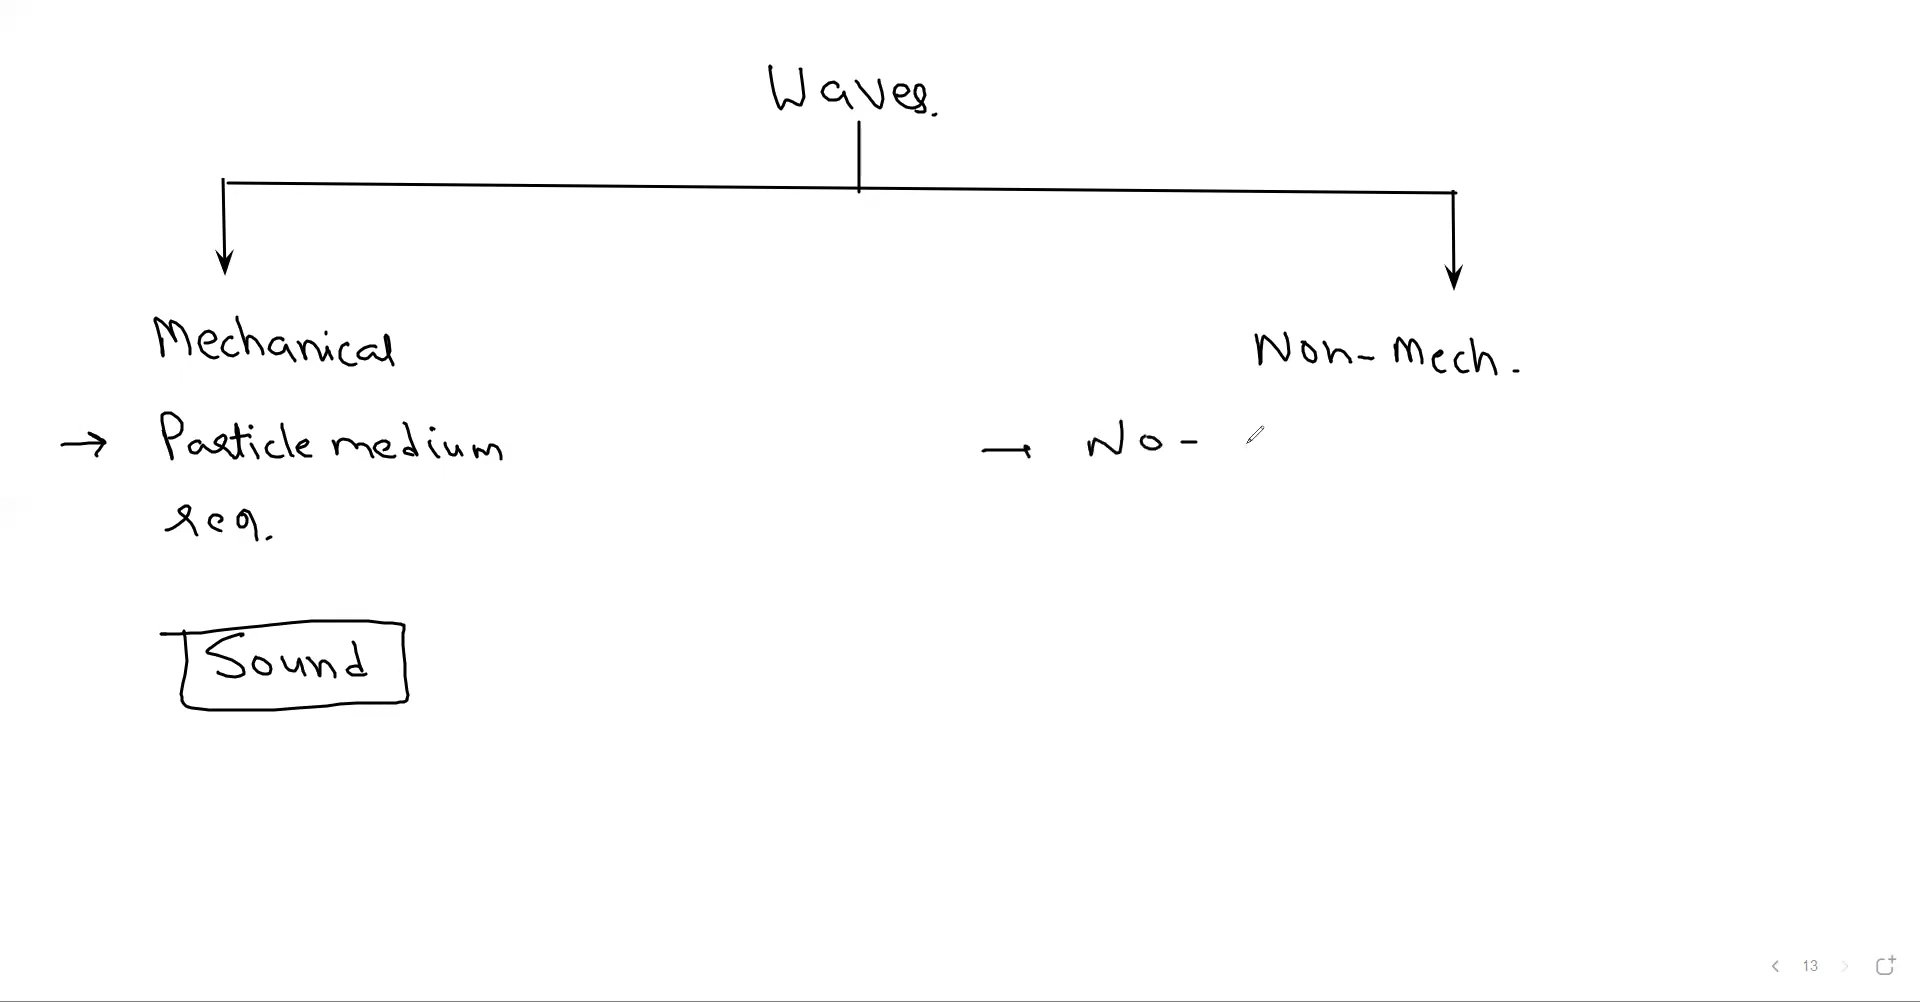 Waves.
Mechanical
Non-Mech.
→ Particle medium
req.
→ No-
Sound
13